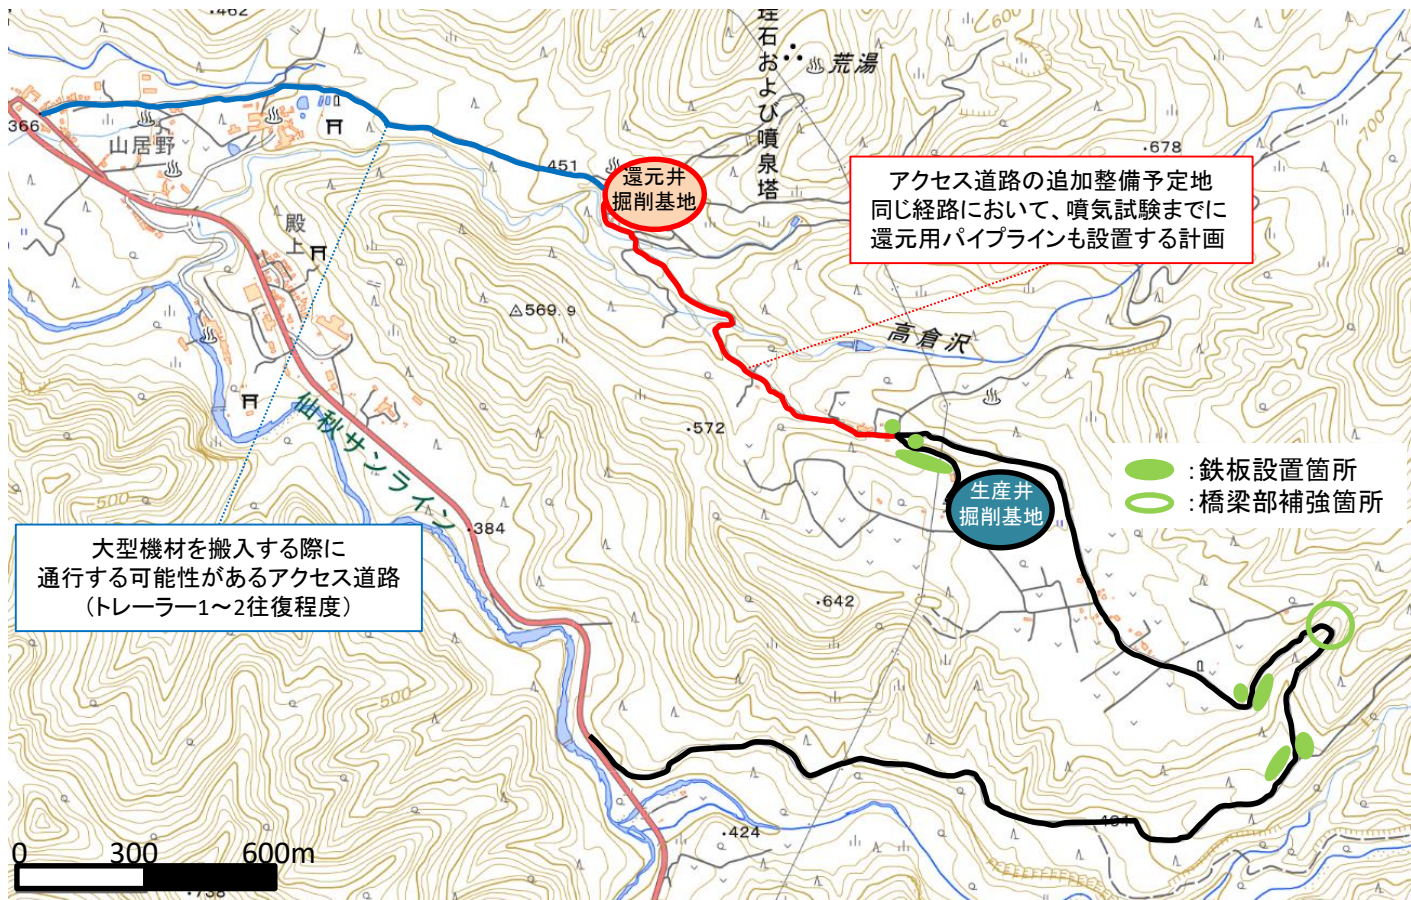 462
荒湯
理石および噴泉塔
600
700
366
山居野
451
678
還元井
掘削基地
アクセス道路の追加整備予定地
同じ経路において、噴気試験までに
還元用パイプラインも設置する計画
殿上
569.9
高倉沢
仙秋サンライン
572
生産井
掘削基地
：鉄板設置箇所
：橋梁部補強箇所
500
384
大型機材を搬入する際に
通行する可能性があるアクセス道路
（トレーラー1～2往復程度）
642
500
424
0 300 600m